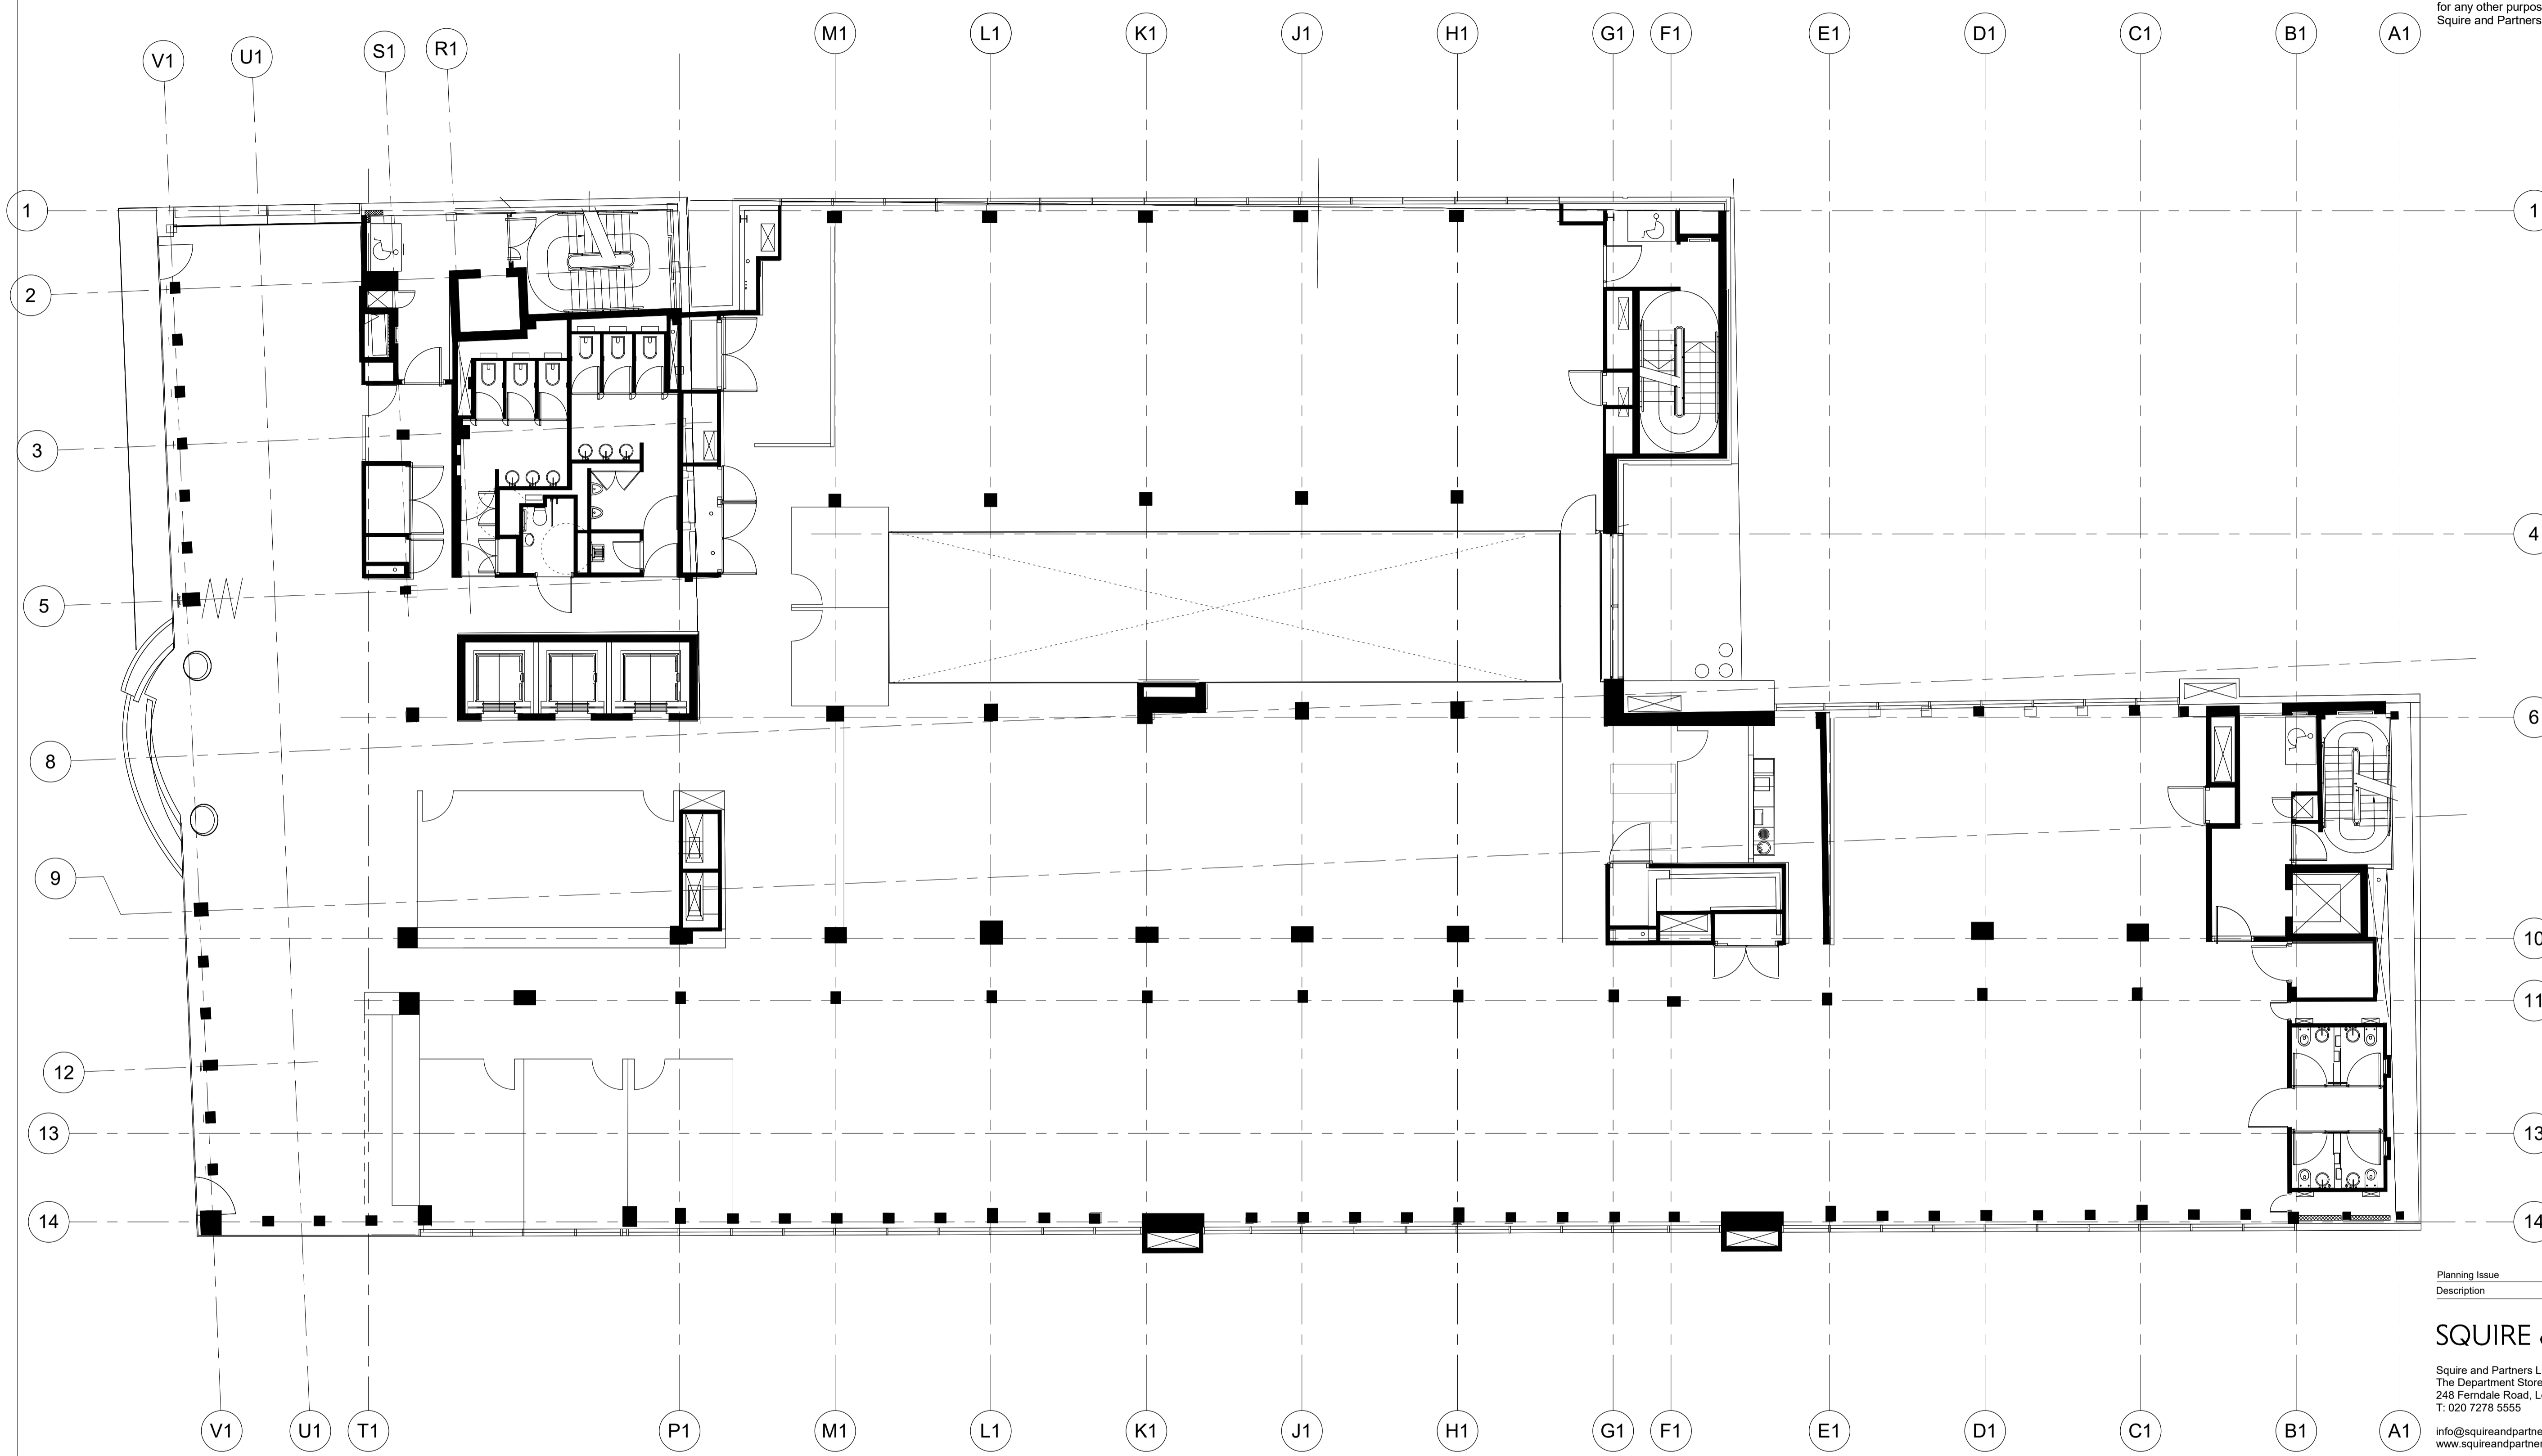 for any other purpos
Squire and Partners
V1 U1 S1 R1 M1 L1 K1 J1 H1 G1 F1 E1 D1 C1 B1 A1
1 1
2
3
4
5
6
8
9
10
11
12
13 13
14 14
Planning Issue
Description
SQUIRE
Squire and Partners L
The Department Store
248 Ferndale Road, L
T: 020 7278 5555
info@squireandpartne
www.squireandpartne
V1 U1 T1 P1 M1 L1 K1 J1 H1 G1 F1 E1 D1 C1 B1 A1